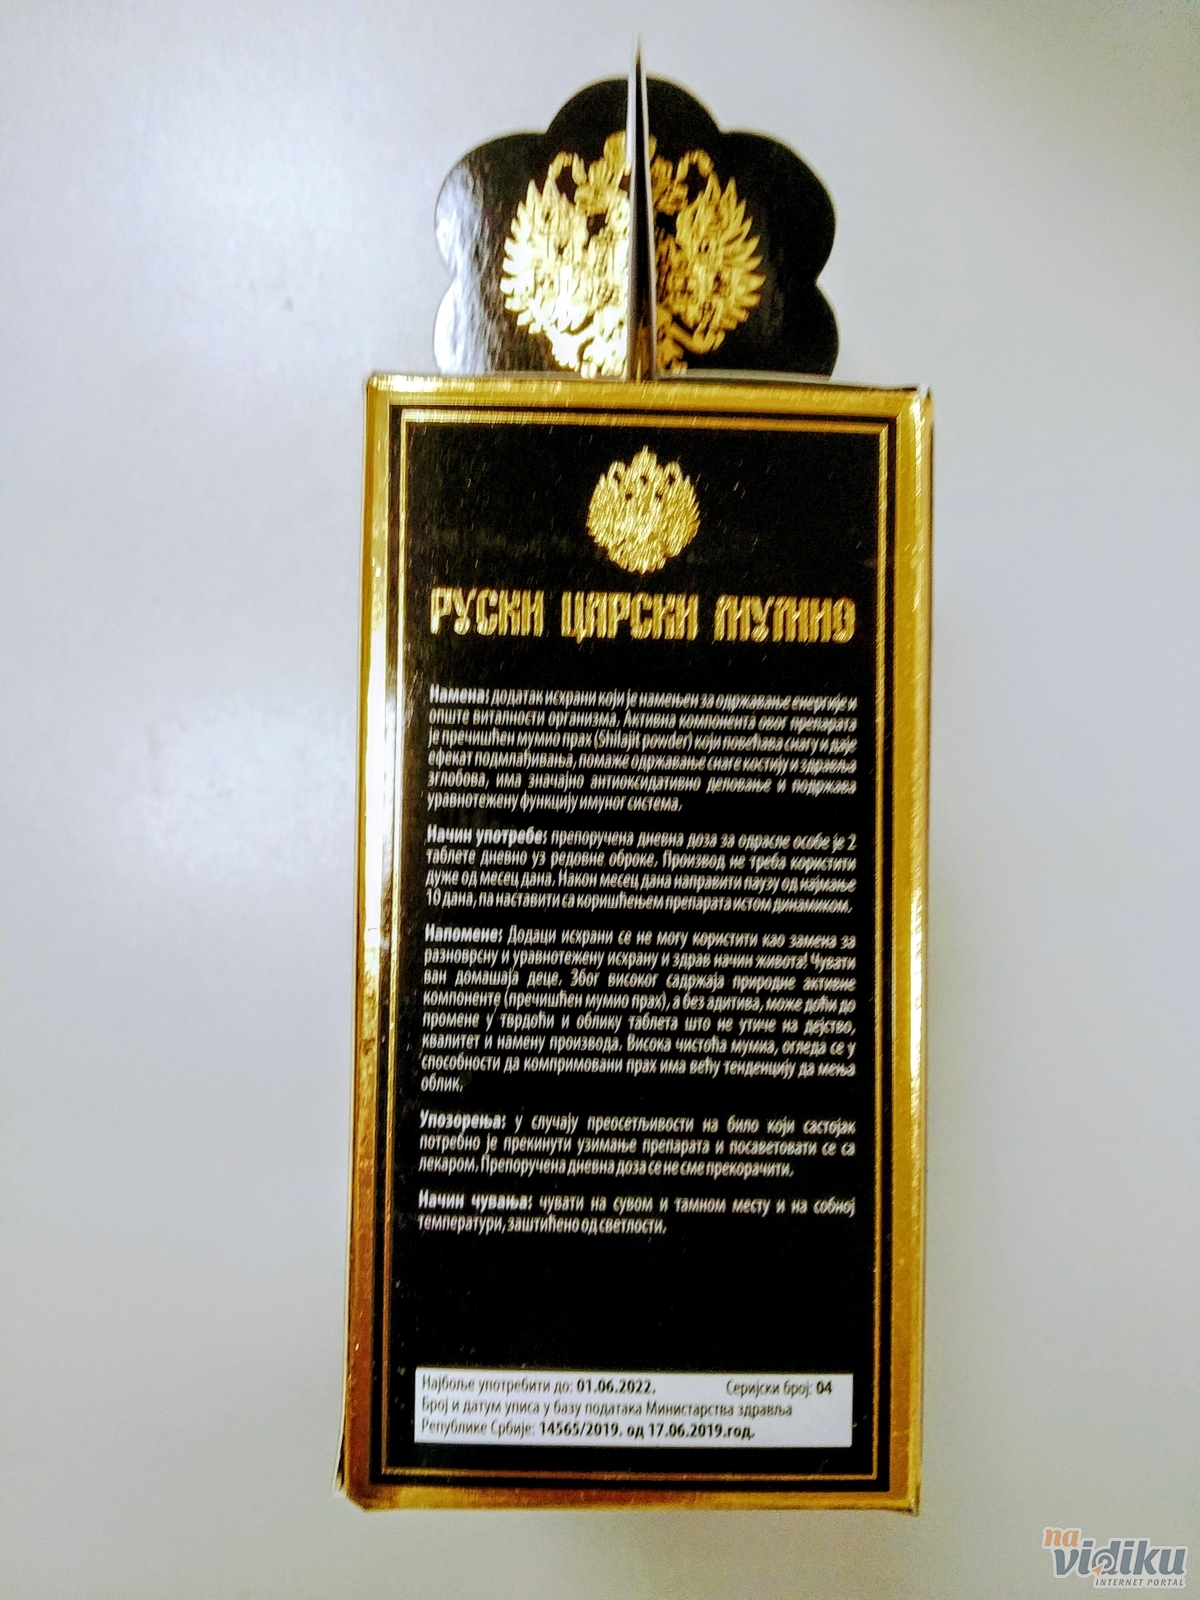 РУСКИ ЦАРСКИ МУМИО
Намена: додатак исхрани који је намењен за одржавање енергије и
опште виталности организма. Активна компонента овог препарата
је пречишћен мумио прах (Shilajit powder) који повећава снагу и даје
ефекат подмлађивања, помаже одржавање снаге костију и здравља
зглобова, има значајно антиоксидативно деловање и подржава
уравнотежену функцију имуног система.
Начин употребе: препоручена дневна доза за одрасле особе је 2
таблете дневно уз редовне оброке. Производ не треба користити
дуже од месец дана. Након месец дана направити паузу од најмање
10 дана, па наставити са коришћењем препарата истом динамиком.
Напомене: Додаци исхрани се не могу користити као замена за
разноврсну и уравнотежену исхрану и здрав начин живота! Чувати
ван домашаја деце. Због високог садржаја природне активне
компоненте (пречишћен мумио прах), а без адитива, може доћи до
промене у тврдоћи и облику таблета што не утиче на дејство,
квалитет и намену производа. Висока чистоћа мумиа, огледа се у
способности да компримовани прах има већу тенденцију да мења
облик.
Упозорења: у случају преосетљивости на било који састојак
потребно је прекинути узимање препарата и посаветовати се са
лекаром. Препоручена дневна доза се не сме прекорачити.
Начин чувања: чувати на сувом и тамном месту и на собној
температури, заштићено од светлости.
Најбоље употребити до: 01.06.2022. Серијски број: 04
Број и датум уписа у базу података Министарства здравља
Републике Србије: 14565/2019. од 17.06.2019.год.
na
vidiku
INTERNET PORTAL